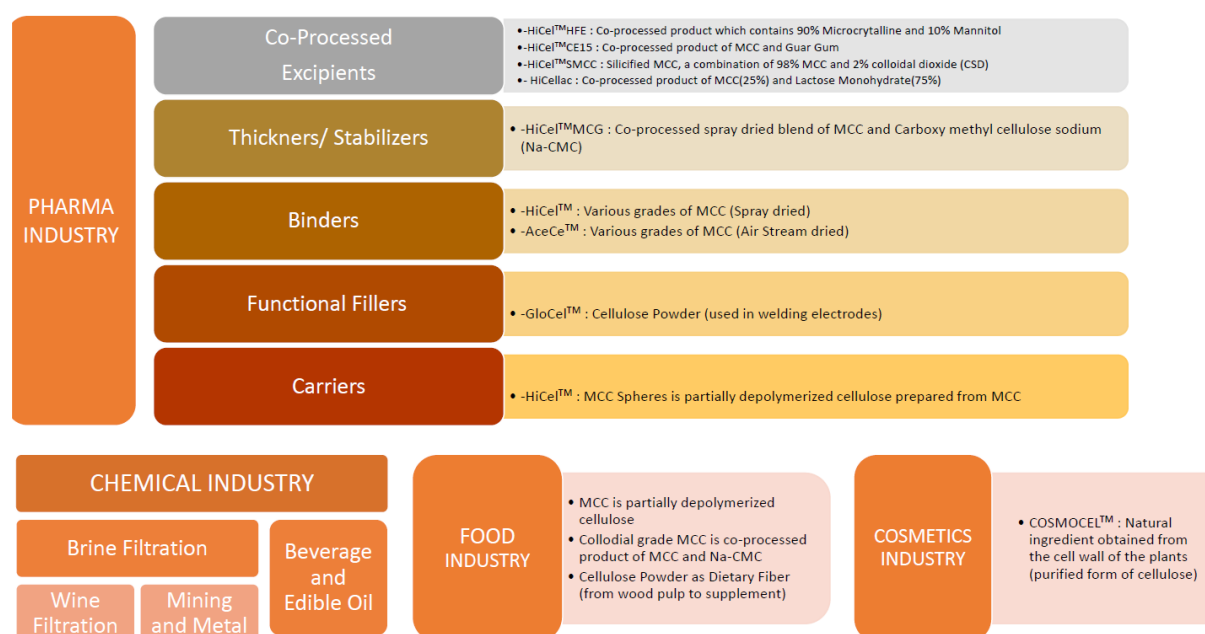 PHARMA
INDUSTRY
Co-Processed
Excipients
•-HiCel™HFE : Co-processed product which contains 90% Microcrytalline and 10% Mannitol
•-HiCel™CE15 : Co-processed product of MCC and Guar Gum
•-HiCel™SMCC : Silicified MCC, a combination of 98% MCC and 2% colloidal dioxide (CSD)
•- HiCellac : Co-processed product of MCC(25%) and Lactose Monohydrate(75%)
Thickners/ Stabilizers
• -HiCel™MCG : Co-processed spray dried blend of MCC and Carboxy methyl cellulose sodium
(Na-CMC)
Binders
• -HiCel™ : Various grades of MCC (Spray dried)
• -AceCe™ : Various grades of MCC (Air Stream dried)
Functional Fillers
• -GloCel™ : Cellulose Powder (used in welding electrodes)
Carriers
• -HiCel™ : MCC Spheres is partially depolymerized cellulose prepared from MCC
CHEMICAL INDUSTRY
Brine Filtration
Wine
Filtration
Mining
and Metal
Beverage
and
Edible Oil
FOOD
INDUSTRY
• MCC is partially depolymerized
cellulose
• Collodial grade MCC is co-processed
product of MCC and Na-CMC
• Cellulose Powder as Dietary Fiber
(from wood pulp to supplement)
COSMETICS
INDUSTRY
• COSMOCEL™ : Natural
ingredient obtained from
the cell wall of the plants
(purified form of cellulose)